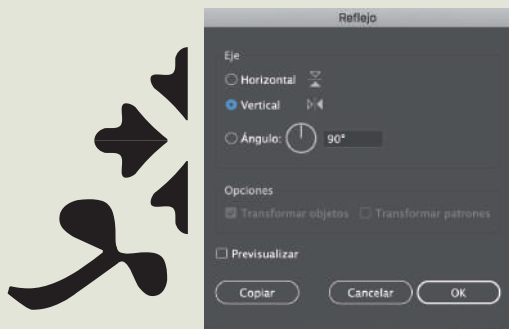 Reflejo
Eje
Horizontal
Vertical
Ángulo: 90°
Opciones
Transformar objetos Transformar patrones
Previsualizar
Copiar Cancelar OK